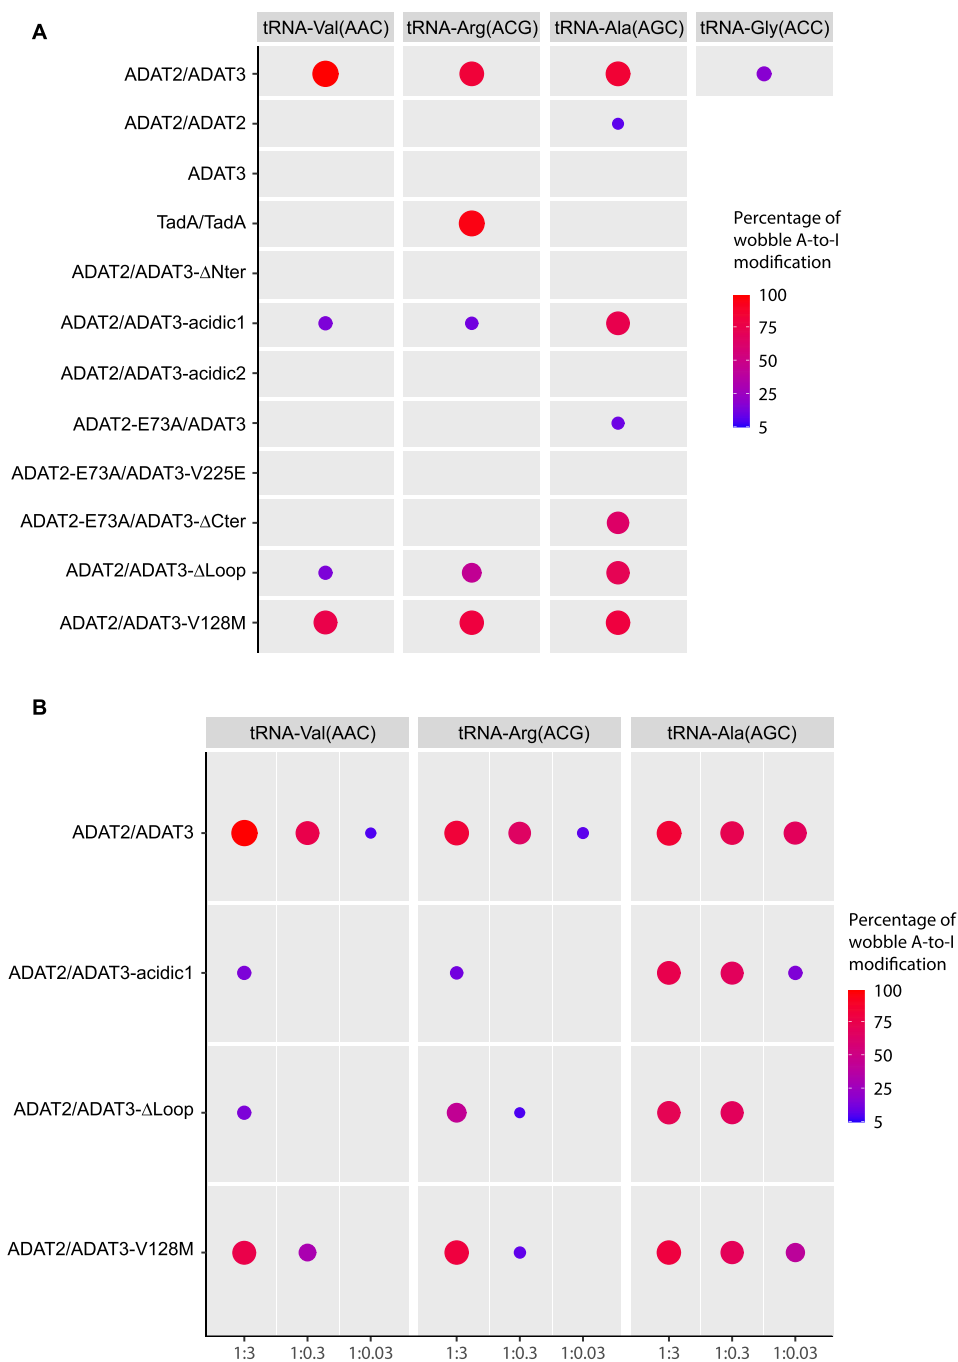 A
tRNA-Val(AAC) tRNA-Arg(ACG) tRNA-Ala(AGC) tRNA-Gly(ACC)
ADAT2/ADAT3
ADAT2/ADAT2
ADAT3
TadA/TadA
ADAT2/ADAT3-ΔNter
ADAT2/ADAT3-acidic1
ADAT2/ADAT3-acidic2
ADAT2-E73A/ADAT3
ADAT2-E73A/ADAT3-V225E
ADAT2-E73A/ADAT3-ΔCter
ADAT2/ADAT3-ΔLoop
ADAT2/ADAT3-V128M
Percentage of
wobble A-to-I
modification
100
75
50
25
5
B
tRNA-Val(AAC) tRNA-Arg(ACG) tRNA-Ala(AGC)
ADAT2/ADAT3
ADAT2/ADAT3-acidic1
ADAT2/ADAT3-ΔLoop
ADAT2/ADAT3-V128M
1:3 1:0.3 1:0.03 1:3 1:0.3 1:0.03 1:3 1:0.3 1:0.03
Percentage of
wobble A-to-I
modification
100
75
50
25
5